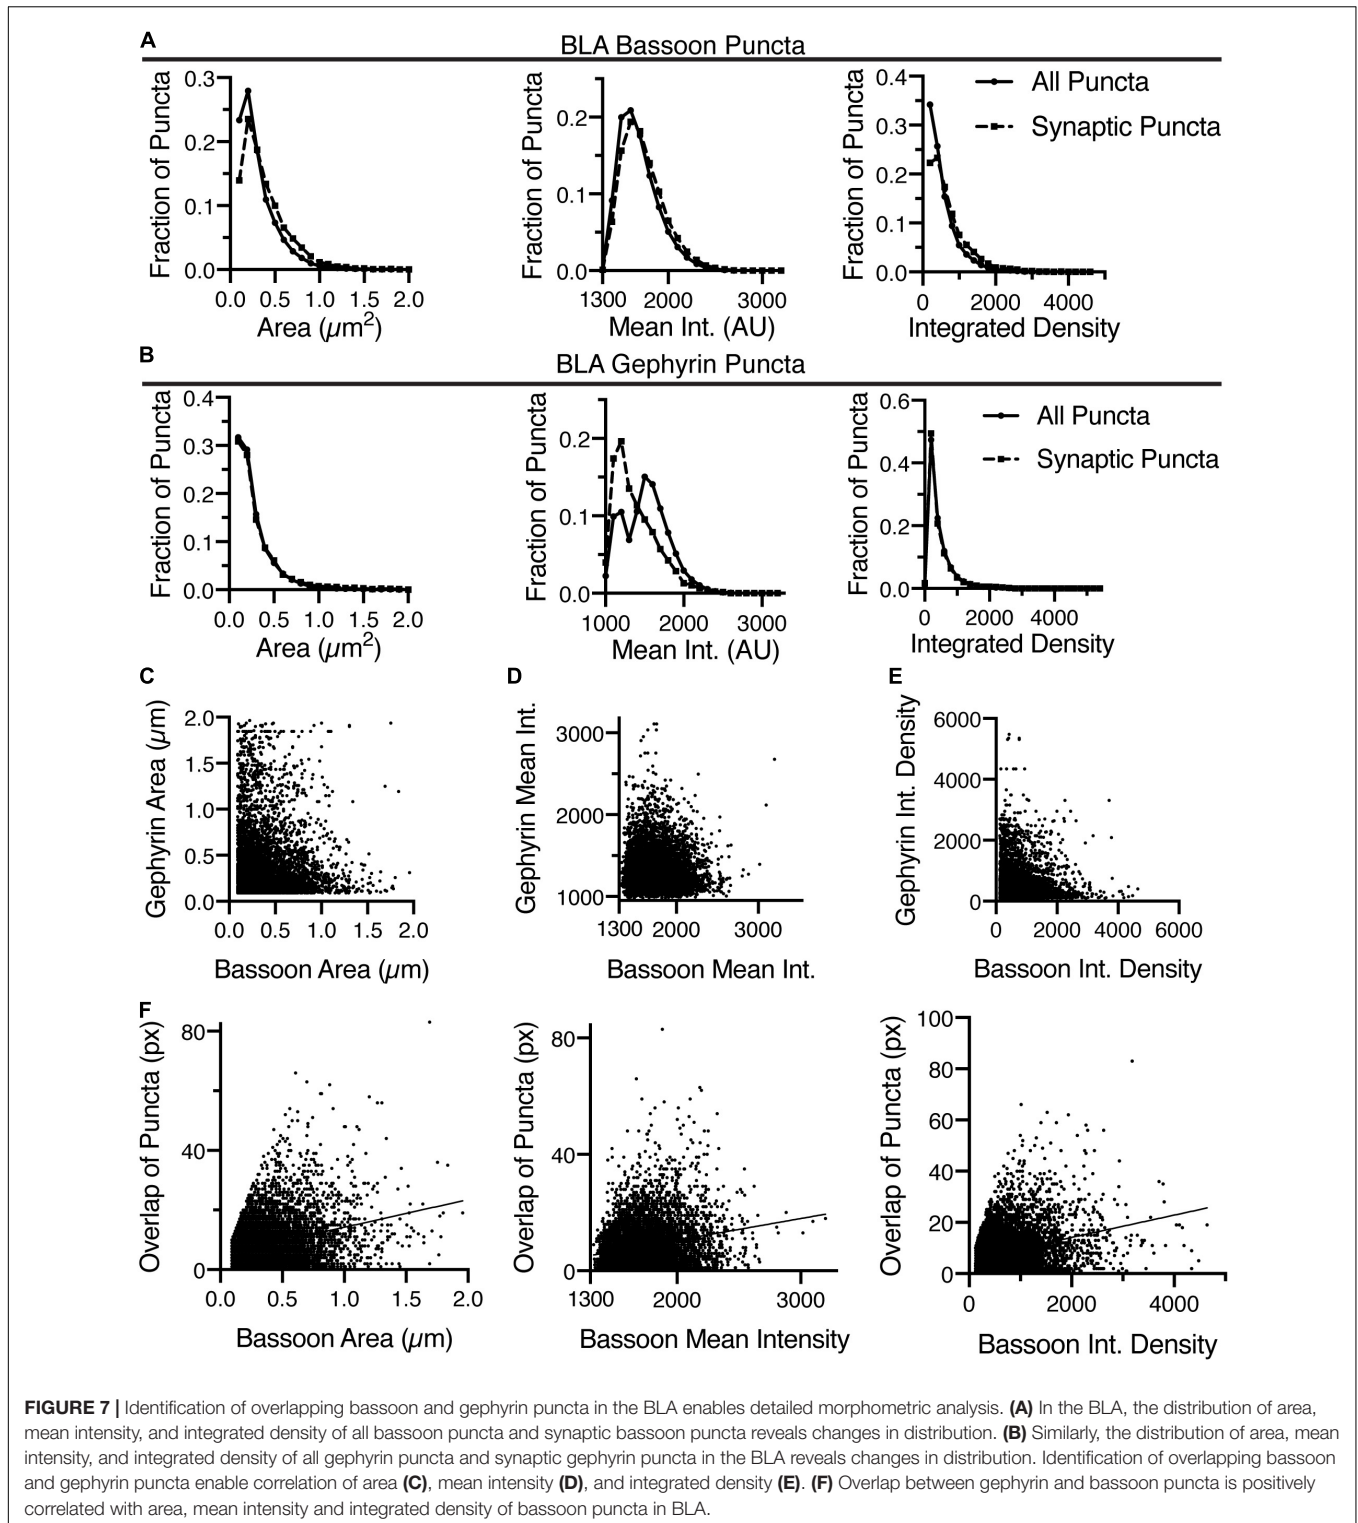 A
BLA Bassoon Puncta
Fraction of Puncta
0.3
0.2
0.1
0.0
0.0 0.5 1.0 1.5 2.0
Area (µm²)
Fraction of Puncta
0.2
0.1
0.0
1300 2000 3000
Mean Int. (AU)
Fraction of Puncta
0.4
0.3
0.2
0.1
0.0
0 2000 4000
Integrated Density
All Puncta
Synaptic Puncta
B
BLA Gephyrin Puncta
Fraction of Puncta
0.4
0.3
0.2
0.1
0.0
0.0 0.5 1.0 1.5 2.0
Area (µm²)
Fraction of Puncta
0.2
0.1
0.0
1000 2000 3000
Mean Int. (AU)
Fraction of Puncta
0.6
0.4
0.2
0.0
0 2000 4000
Integrated Density
All Puncta
Synaptic Puncta
C
Gephyrin Area (µm)
2.0
1.5
1.0
0.5
0.0
0.0 0.5 1.0 1.5 2.0
Bassoon Area (µm)
D
Gephyrin Mean Int.
3000
2000
1000
1300 2000 3000
Bassoon Mean Int.
E
Gephyrin Int. Density
6000
4000
2000
0
0 2000 4000 6000
Bassoon Int. Density
F
Overlap of Puncta (px)
80
40
0
0.0 0.5 1.0 1.5 2.0
Bassoon Area (µm)
Overlap of Puncta (px)
80
40
0
1300 2000 3000
Bassoon Mean Intensity
Overlap of Puncta (px)
100
80
60
40
20
0
0 2000 4000
Bassoon Int. Density
FIGURE 7 | Identification of overlapping bassoon and gephyrin puncta in the BLA enables detailed morphometric analysis. (A) In the BLA, the distribution of area,
mean intensity, and integrated density of all bassoon puncta and synaptic bassoon puncta reveals changes in distribution. (B) Similarly, the distribution of area, mean
intensity, and integrated density of all gephyrin puncta and synaptic gephyrin puncta in the BLA reveals changes in distribution. Identification of overlapping bassoon
and gephyrin puncta enable correlation of area (C), mean intensity (D), and integrated density (E). (F) Overlap between gephyrin and bassoon puncta is positively
correlated with area, mean intensity and integrated density of bassoon puncta in BLA.